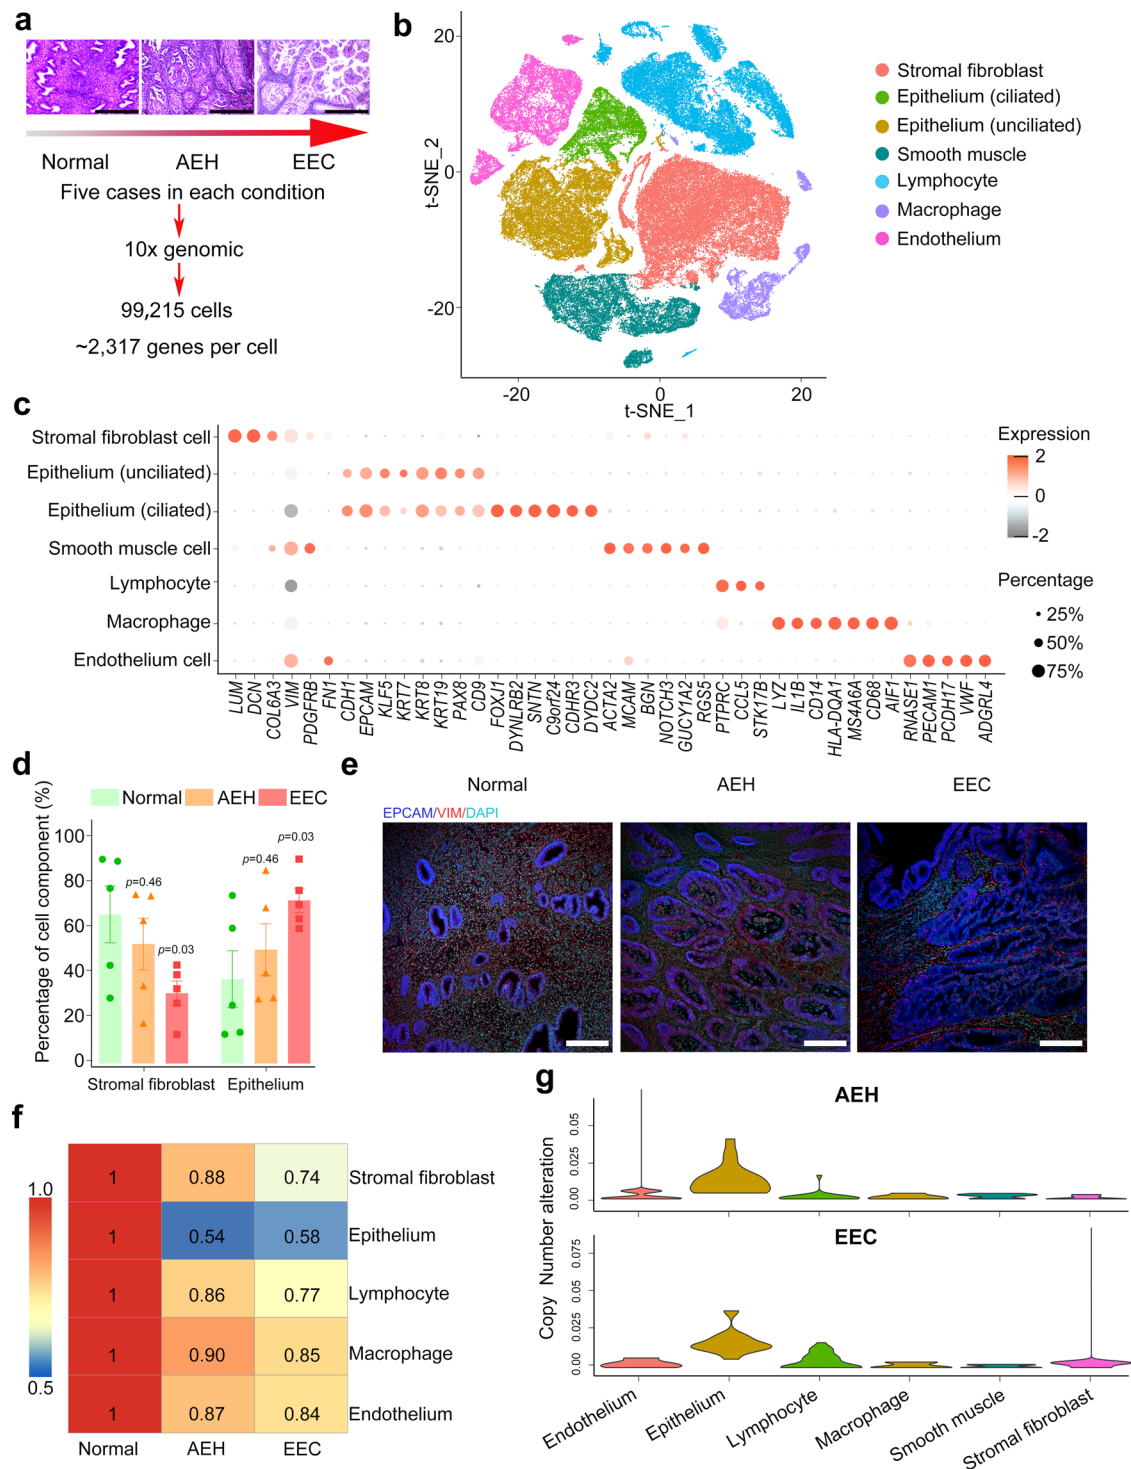 a
Normal
AEH
EEC
Five cases in each condition
10x genomic
99,215 cells
~2,317 genes per cell
b
20
0
-20
t-SNE_2
-20
0
20
t-SNE_1
Stromal fibroblast
Epithelium (ciliated)
Epithelium (unciliated)
Smooth muscle
Lymphocyte
Macrophage
Endothelium
c
Stromal fibroblast cell
Epithelium (unciliated)
Epithelium (ciliated)
Smooth muscle cell
Lymphocyte
Macrophage
Endothelium cell
LUM
DCN
COL6A3
VIM
PDGFRB
FN1
CDH1
EPCAM
KLF5
KRT7
KRT8
KRT19
PAX8
CD9
FOXJ1
DYNLRB2
SNTN
C9orf24
CDHR3
DYDC2
ACTA2
MCAM
BGN
NOTCH3
GUCY1A2
RGS5
PTPRC
CCL5
STK17B
LYZ
IL1B
CD14
HLA-DQA1
MS4A6A
CD68
AIF1
RNASE1
PECAM1
PCDH17
VWF
ADGRL4
Expression
2
0
-2
Percentage
25%
50%
75%
d
Normal
AEH
EEC
Percentage of cell component (%)
100
80
60
40
20
0
p=0.46
p=0.03
p=0.46
p=0.03
Stromal fibroblast
Epithelium
e
Normal
AEH
EEC
EPCAM/VIM/DAPI
f
1.0
0.5
1 0.88 0.74 Stromal fibroblast
1 0.54 0.58 Epithelium
1 0.86 0.77 Lymphocyte
1 0.90 0.85 Macrophage
1 0.87 0.84 Endothelium
Normal AEH EEC
g
AEH
0.05
0.025
0.00
EEC
0.075
0.05
0.025
0.00
Copy Number alteration
Endothelium
Epithelium
Lymphocyte
Macrophage
Smooth muscle
Stromal fibroblast